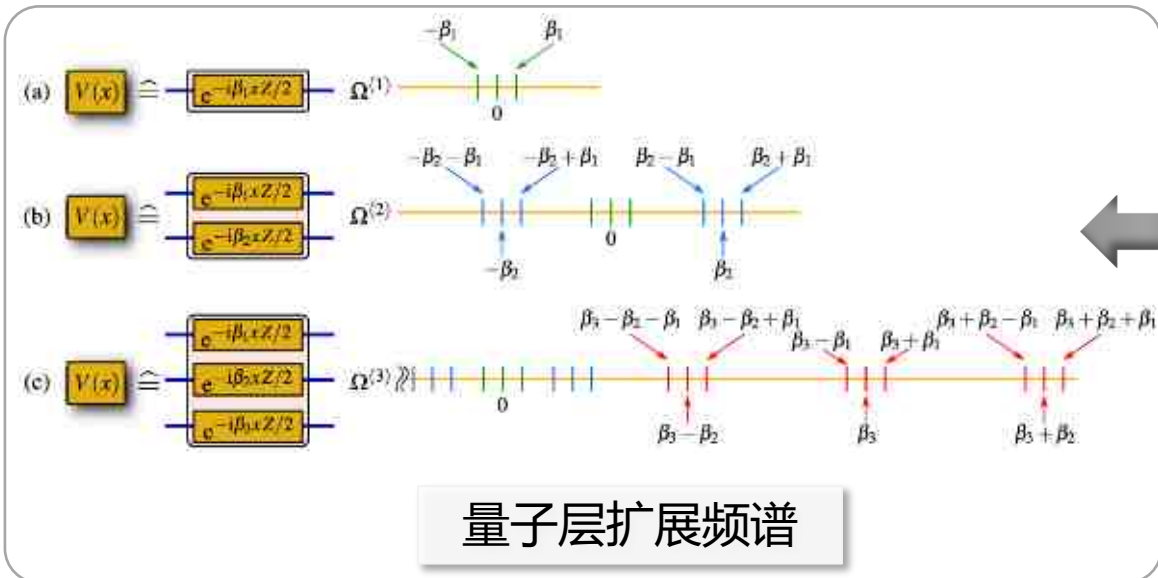 −β₁ β₁
(a) V(x) ≙ e^{−iβ₁xZ/2} Ω^{(1)}
0
−β₂−β₁ −β₂+β₁ β₂−β₁ β₂+β₁
(b) V(x) ≙ e^{−iβ₁xZ/2} Ω^{(2)}
e^{−iβ₂xZ/2}
0
−β₂ β₂
β₃−β₂−β₁ β₃−β₂+β₁ β₃−β₁ β₃+β₁ β₃+β₂−β₁ β₃+β₂+β₁
e^{−iβ₁xZ/2}
(c) V(x) ≙ e^{−iβ₂xZ/2} Ω^{(3)}
e^{−iβ₃xZ/2}
0
β₃−β₂ β₃ β₃+β₂
量子层扩展频谱